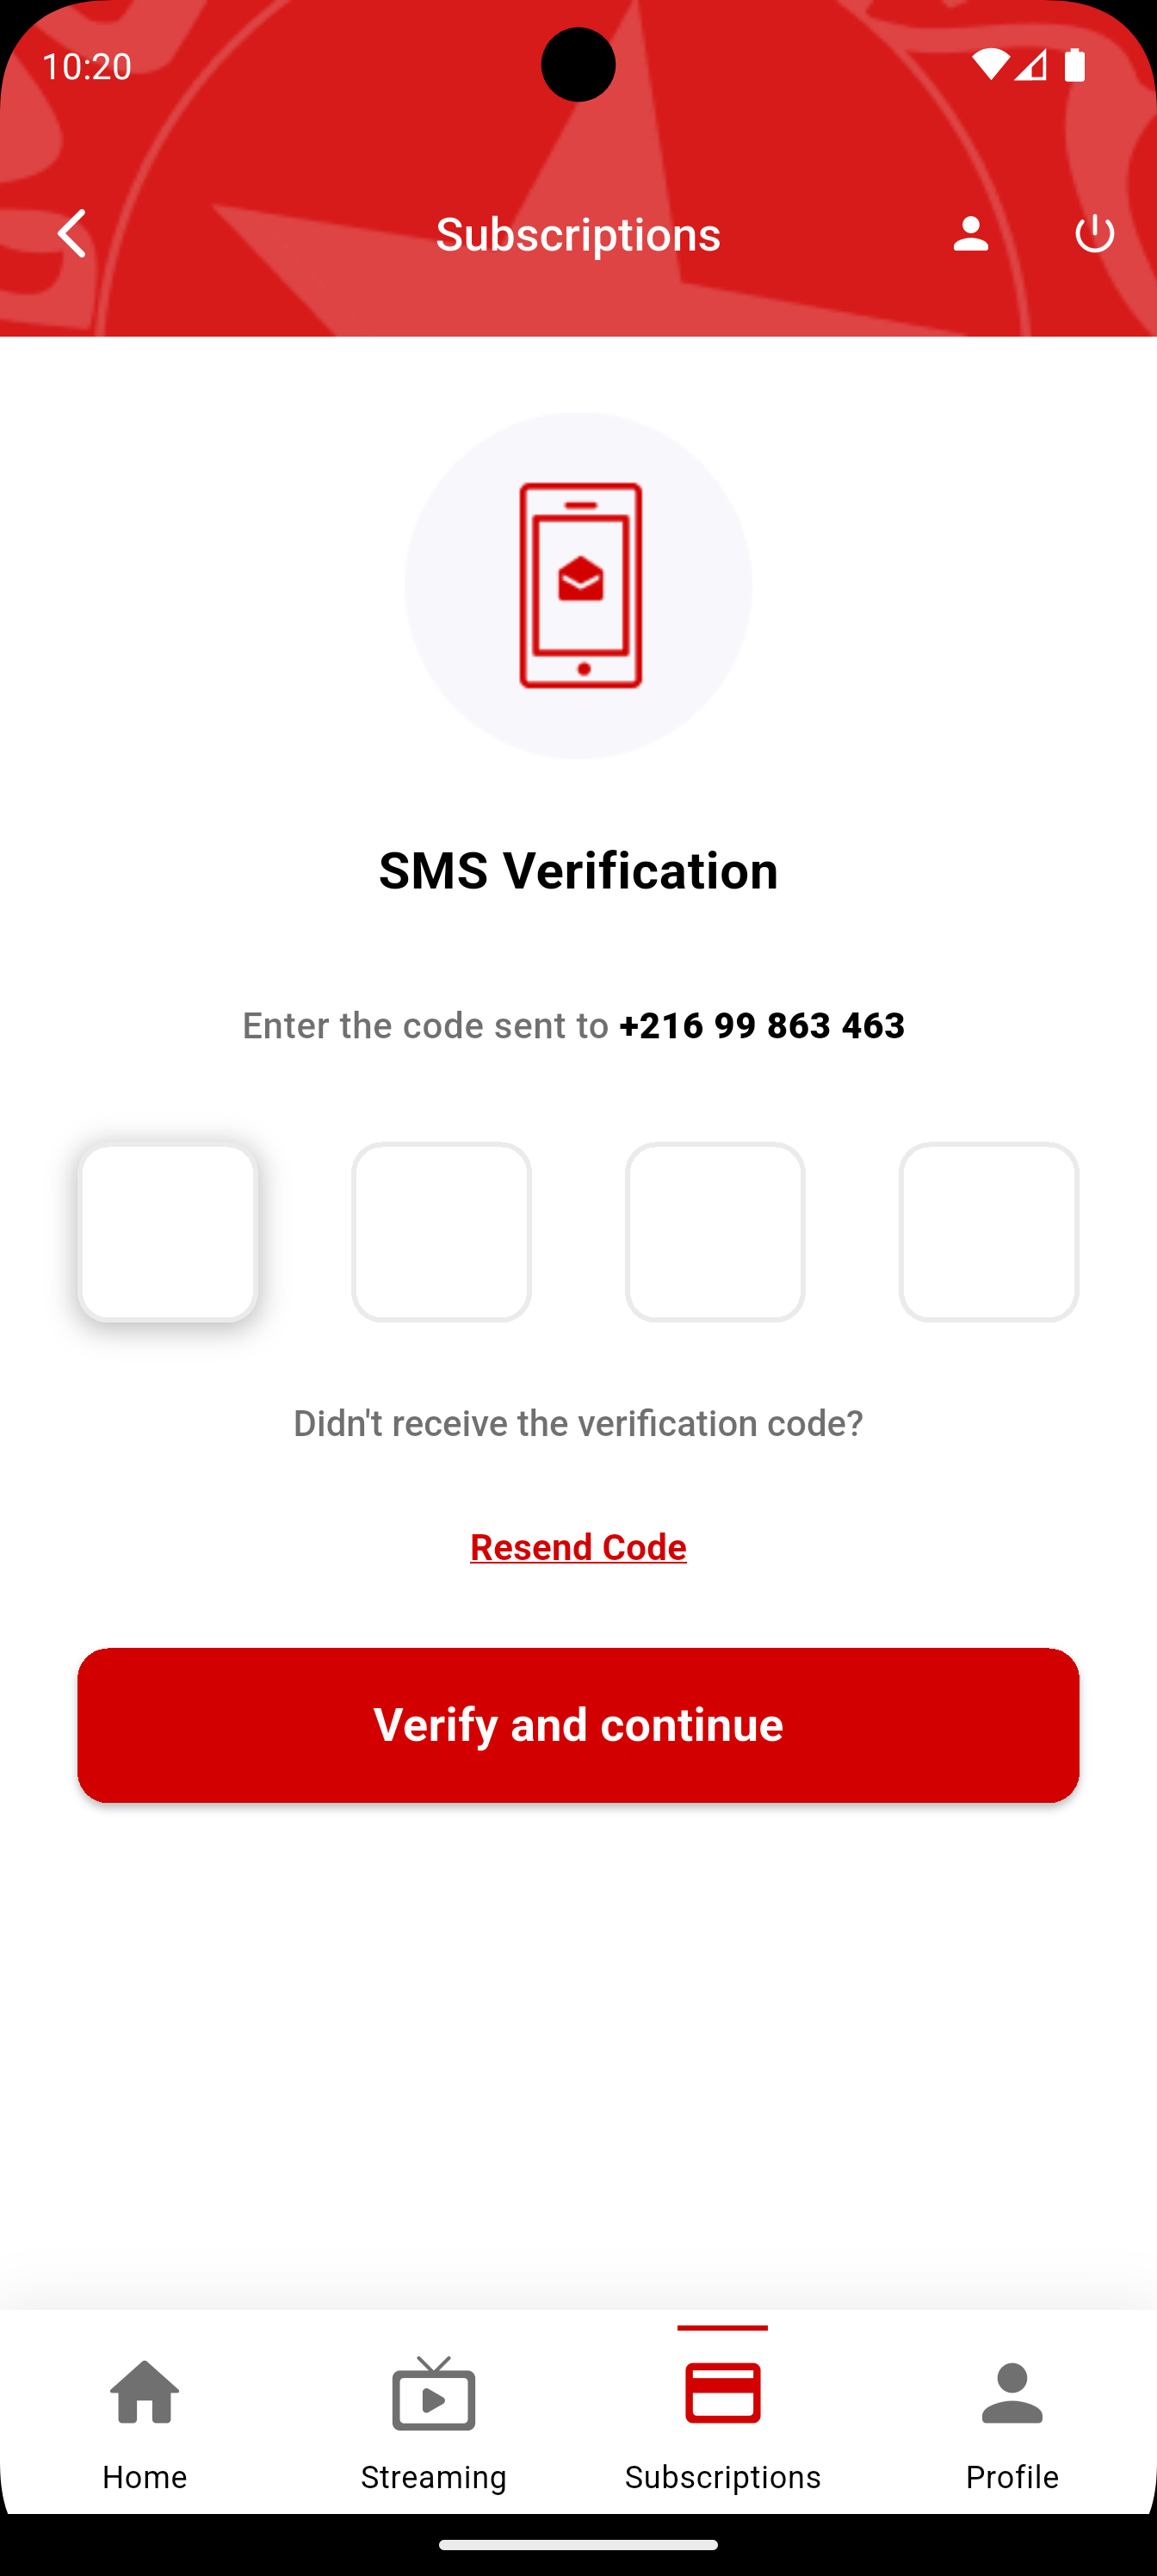 10:20
Subscriptions
SMS Verification
Enter the code sent to +216 99 863 463
Didn't receive the verification code?
Resend Code
Verify and continue
Home
Streaming
Subscriptions
Profile